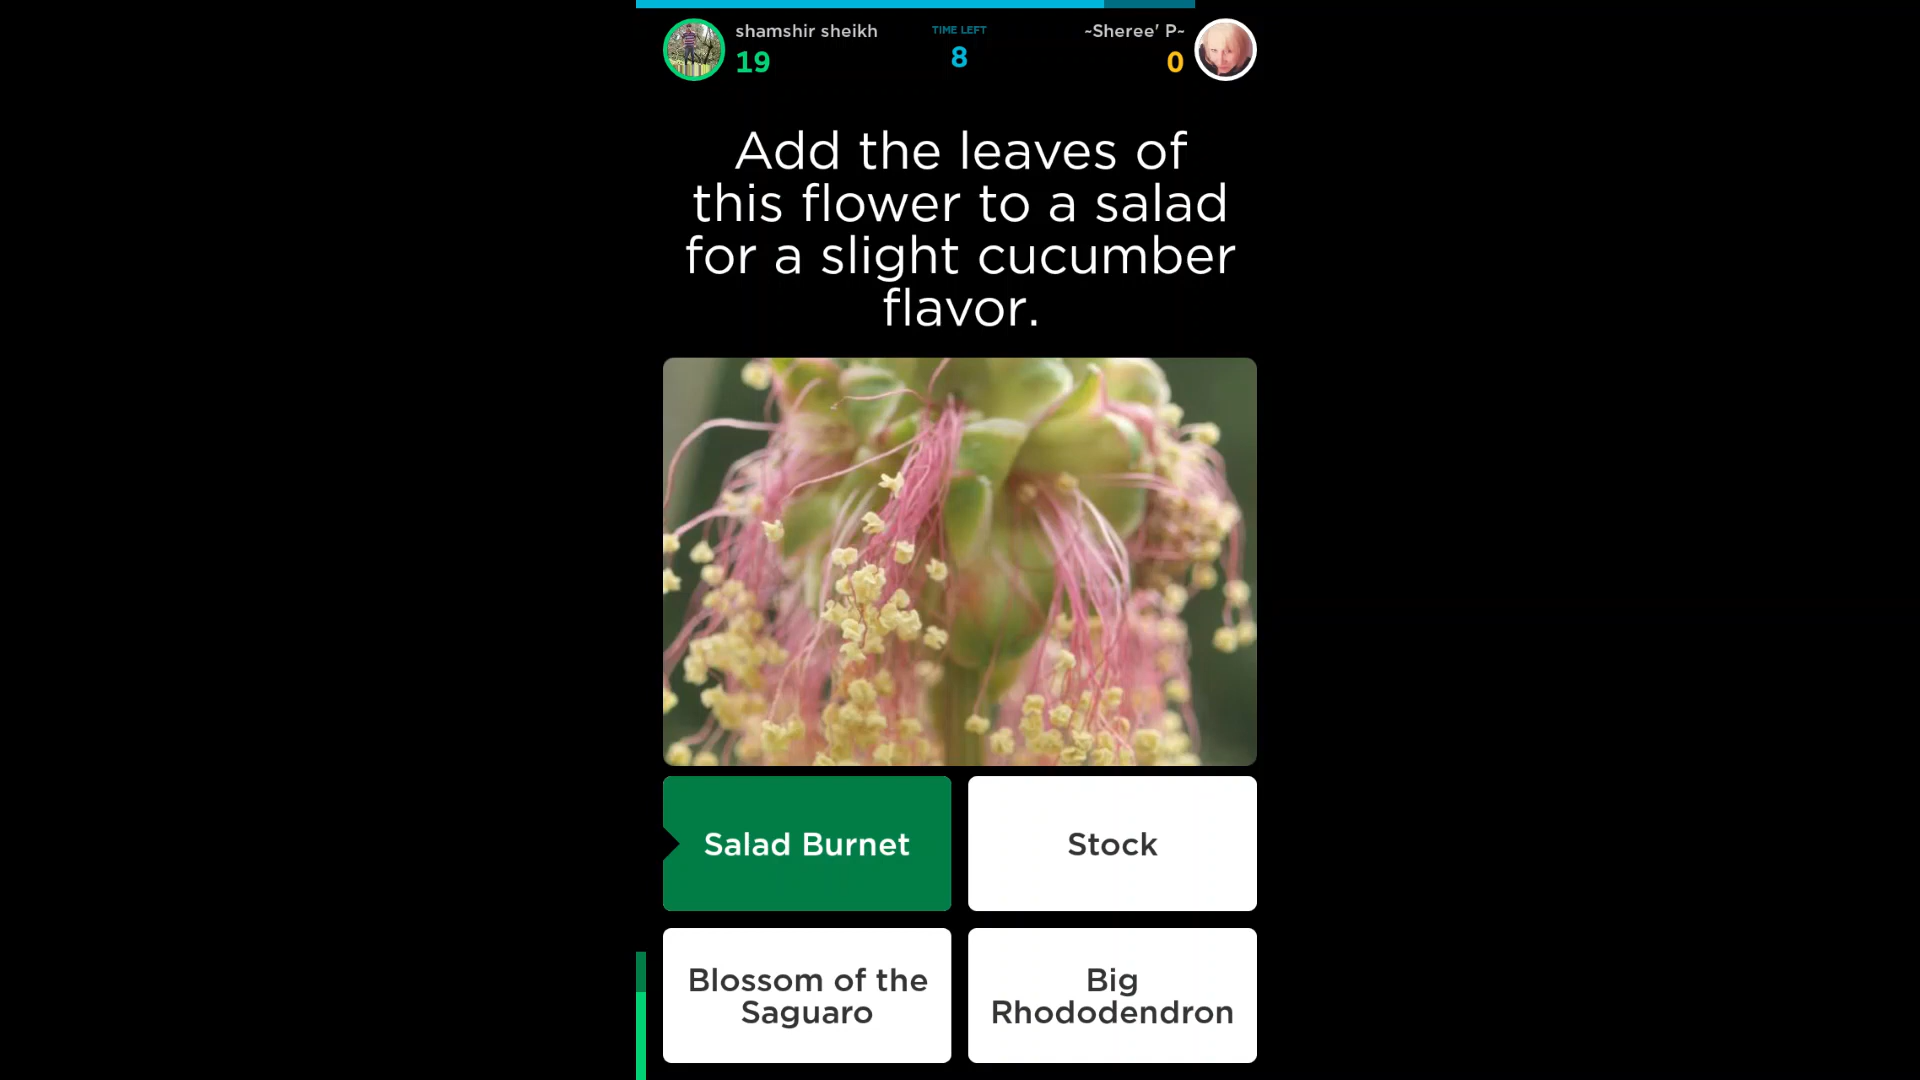 shamshir sheikh
19
TIME LEFT
8
~Sheree' P~
0
Add the leaves of
this flower to a salad
for a slight cucumber
flavor.
Salad Burnet
Stock
Blossom of the
Saguaro
Big
Rhododendron